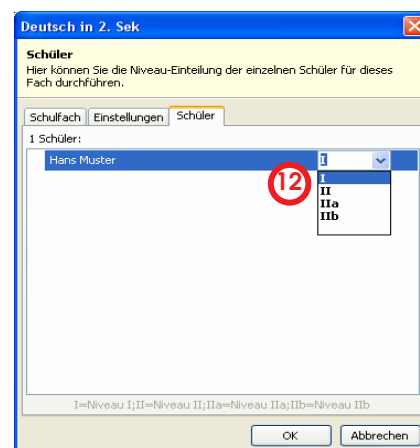 Deutsch in 2. Sek
Schüler
Hier können Sie die Niveau-Einteilung der einzelnen Schüler für dieses
Fach durchführen.
Schulfach Einstellungen Schüler
1 Schüler:
Hans Muster I
12
I
II
IIa
IIb
I=Niveau I;II=Niveau II;IIa=Niveau IIa;IIb=Niveau IIb
OK Abbrechen